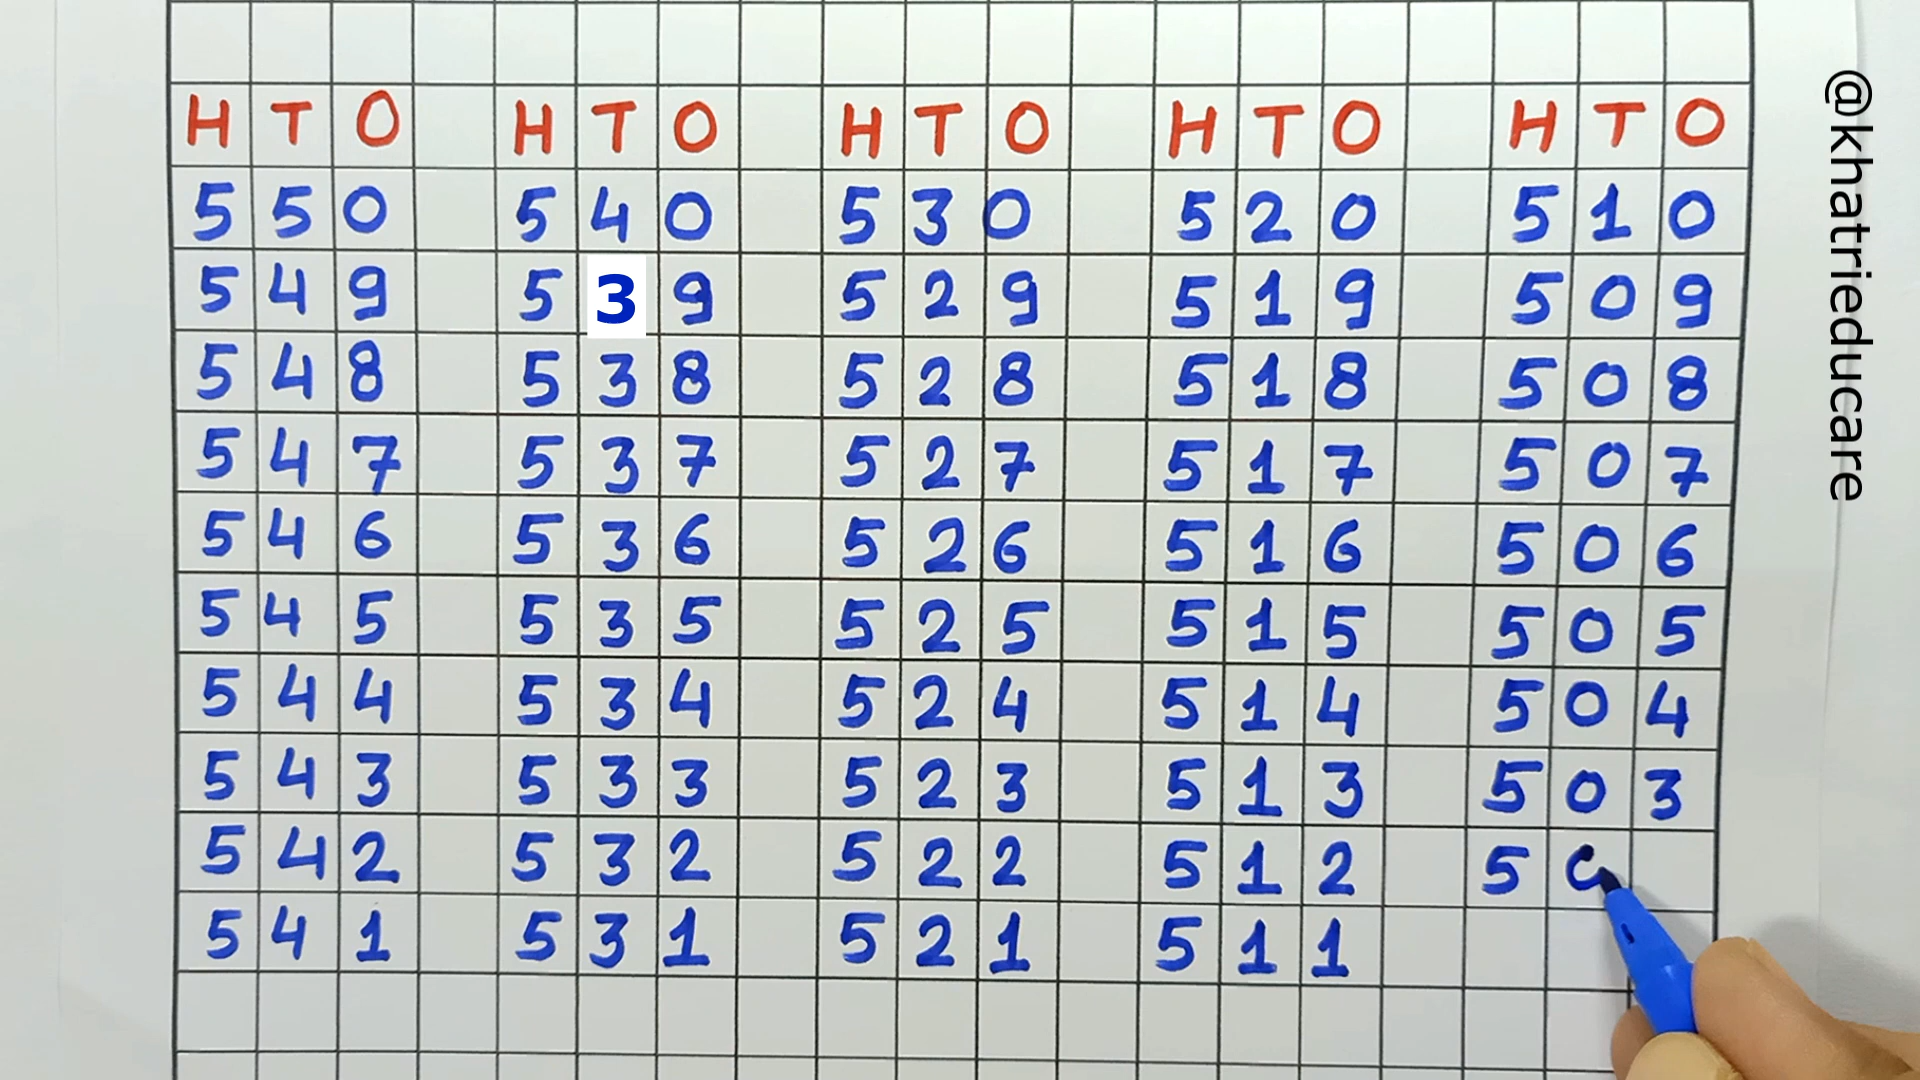 H T O H T O H T O H T O H T O
5 5 0 5 4 0 5 3 0 5 2 0 5 1 0
5 4 9 5 3 9 5 2 9 5 1 9 5 0 9
5 4 8 5 3 8 5 2 8 5 1 8 5 0 8
5 4 7 5 3 7 5 2 7 5 1 7 5 0 7
5 4 6 5 3 6 5 2 6 5 1 6 5 0 6
5 4 5 5 3 5 5 2 5 5 1 5 5 0 5
5 4 4 5 3 4 5 2 4 5 1 4 5 0 4
5 4 3 5 3 3 5 2 3 5 1 3 5 0 3
5 4 2 5 3 2 5 2 2 5 1 2 5
5 4 1 5 3 1 5 2 1 5 1 1
@khatrieducare